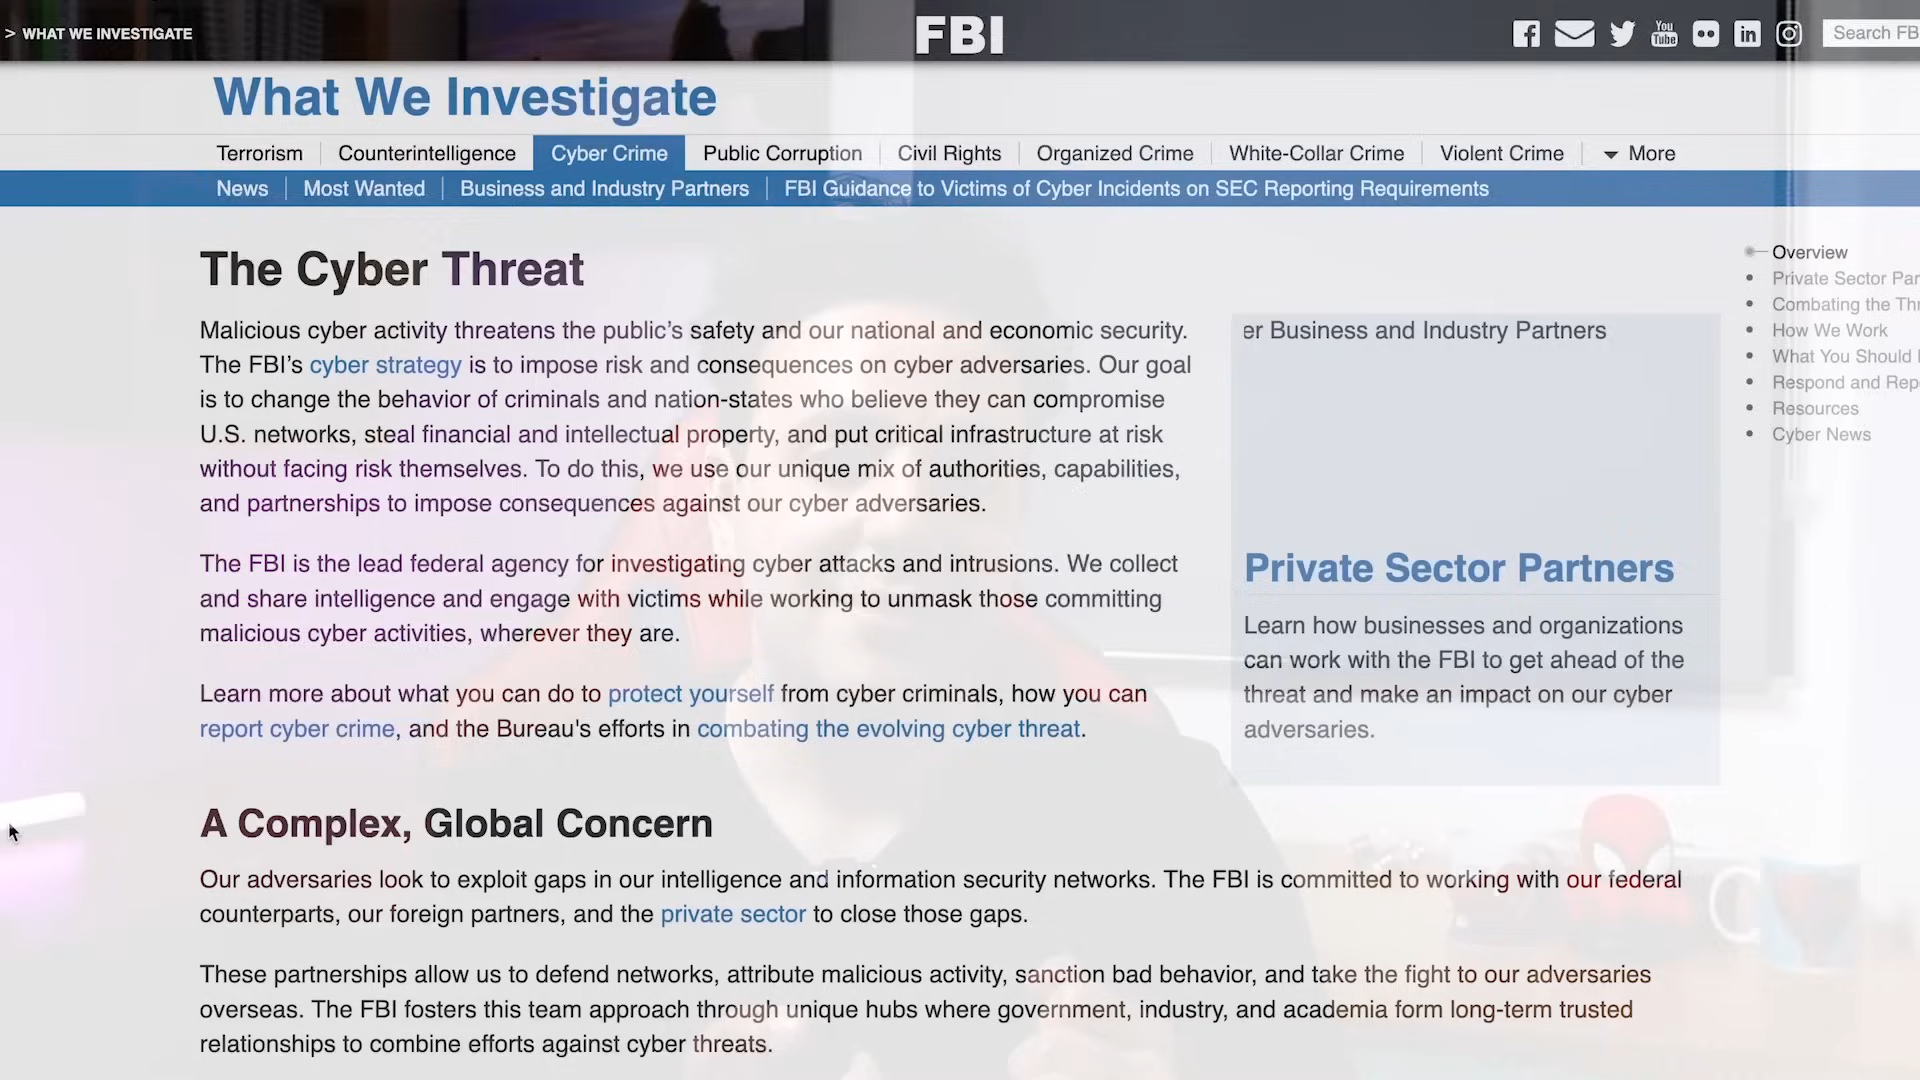 > WHAT WE INVESTIGATE
FBI
You
Tube
in
Search FB
What We Investigate
Terrorism
Counterintelligence
Cyber Crime
Public Corruption
Civil Rights
Organized Crime
White-Collar Crime
Violent Crime
More
News
Most Wanted
Business and Industry Partners
FBI Guidance to Victims of Cyber Incidents on SEC Reporting Requirements
The Cyber Threat
Malicious cyber activity threatens the public’s safety and our national and economic security.
The FBI’s cyber strategy is to impose risk and consequences on cyber adversaries. Our goal
is to change the behavior of criminals and nation-states who believe they can compromise
U.S. networks, steal financial and intellectual property, and put critical infrastructure at risk
without facing risk themselves. To do this, we use our unique mix of authorities, capabilities,
and partnerships to impose consequences against our cyber adversaries.
The FBI is the lead federal agency for investigating cyber attacks and intrusions. We collect
and share intelligence and engage with victims while working to unmask those committing
malicious cyber activities, wherever they are.
Learn more about what you can do to protect yourself from cyber criminals, how you can
report cyber crime, and the Bureau's efforts in combating the evolving cyber threat.
er Business and Industry Partners
Private Sector Partners
Learn how businesses and organizations
can work with the FBI to get ahead of the
threat and make an impact on our cyber
adversaries.
Overview
Private Sector Par
Combating the Thr
How We Work
What You Should
Respond and Rep
Resources
Cyber News
A Complex, Global Concern
Our adversaries look to exploit gaps in our intelligence and information security networks. The FBI is committed to working with our federal
counterparts, our foreign partners, and the private sector to close those gaps.
These partnerships allow us to defend networks, attribute malicious activity, sanction bad behavior, and take the fight to our adversaries
overseas. The FBI fosters this team approach through unique hubs where government, industry, and academia form long-term trusted
relationships to combine efforts against cyber threats.